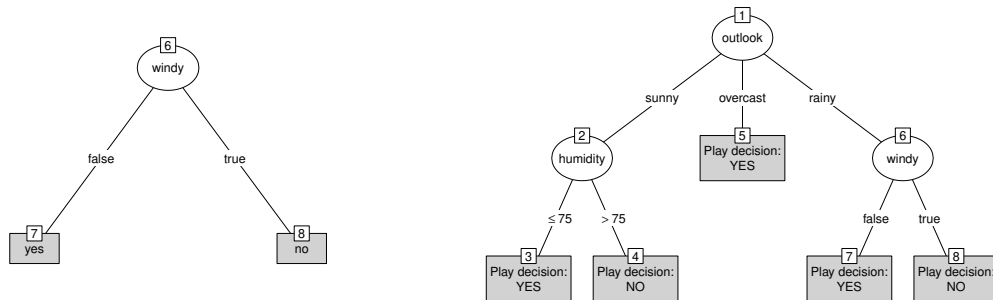 6
windy
false
true
7
yes
8
no
1
outlook
sunny
overcast
rainy
2
humidity
5
Play decision:
YES
6
windy
≤ 75
> 75
false
true
3
Play decision:
YES
4
Play decision:
NO
7
Play decision:
YES
8
Play decision:
NO